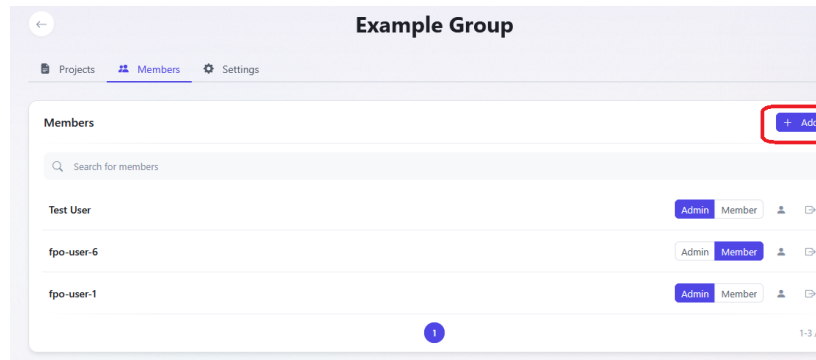 Example Group
Projects Members Settings
Members
+ Add
Search for members
Test User Admin Member
fpo-user-6 Admin Member
fpo-user-1 Admin Member
1 1-3 /